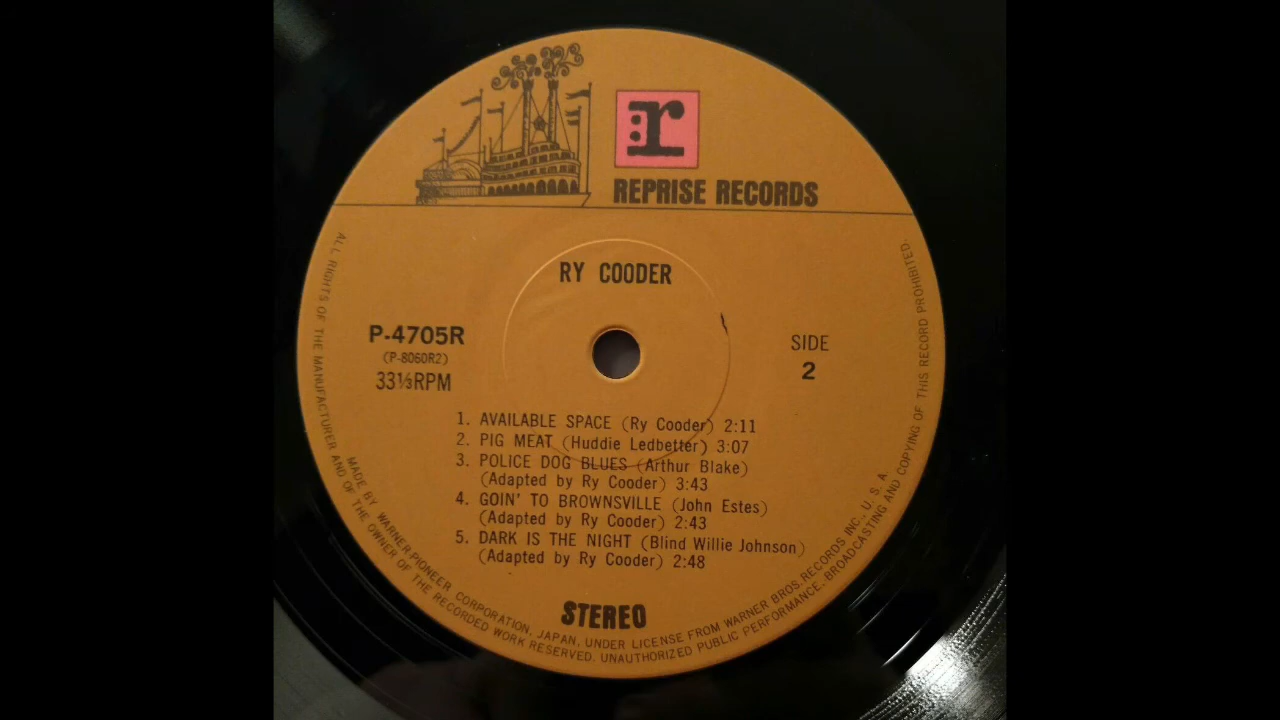 r
REPRISE RECORDS
RY COODER
P-4705R
(P-8060R2)
33⅓RPM
SIDE
2
1. AVAILABLE SPACE (Ry Cooder) 2:11
2. PIG MEAT (Huddie Ledbetter) 3:07
3. POLICE DOG BLUES (Arthur Blake)
(Adapted by Ry Cooder) 3:43
4. GOIN' TO BROWNSVILLE (John Estes)
(Adapted by Ry Cooder) 2:43
5. DARK IS THE NIGHT (Blind Willie Johnson)
(Adapted by Ry Cooder) 2:48
STEREO
MADE BY WARNER-PIONEER CORPORATION, JAPAN, UNDER LICENSE FROM WARNER BROS. RECORDS INC., U. S. A.
ALL RIGHTS OF THE MANUFACTURER AND OF THE OWNER OF THE RECORDED WORK RESERVED. UNAUTHORIZED PUBLIC PERFORMANCE, BROADCASTING AND COPYING OF THIS RECORD PROHIBITED.